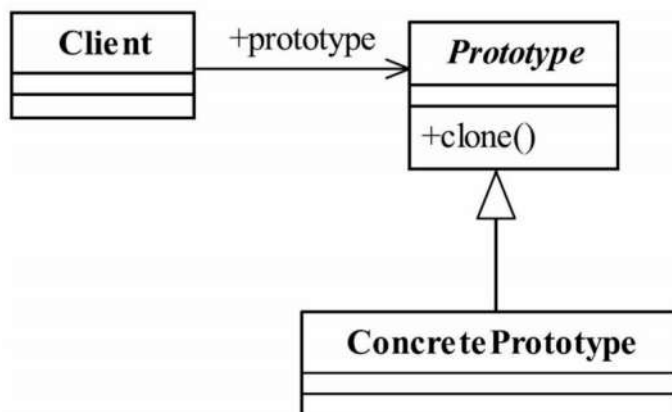 Client
+prototype
Prototype
+clone()
ConcretePrototype